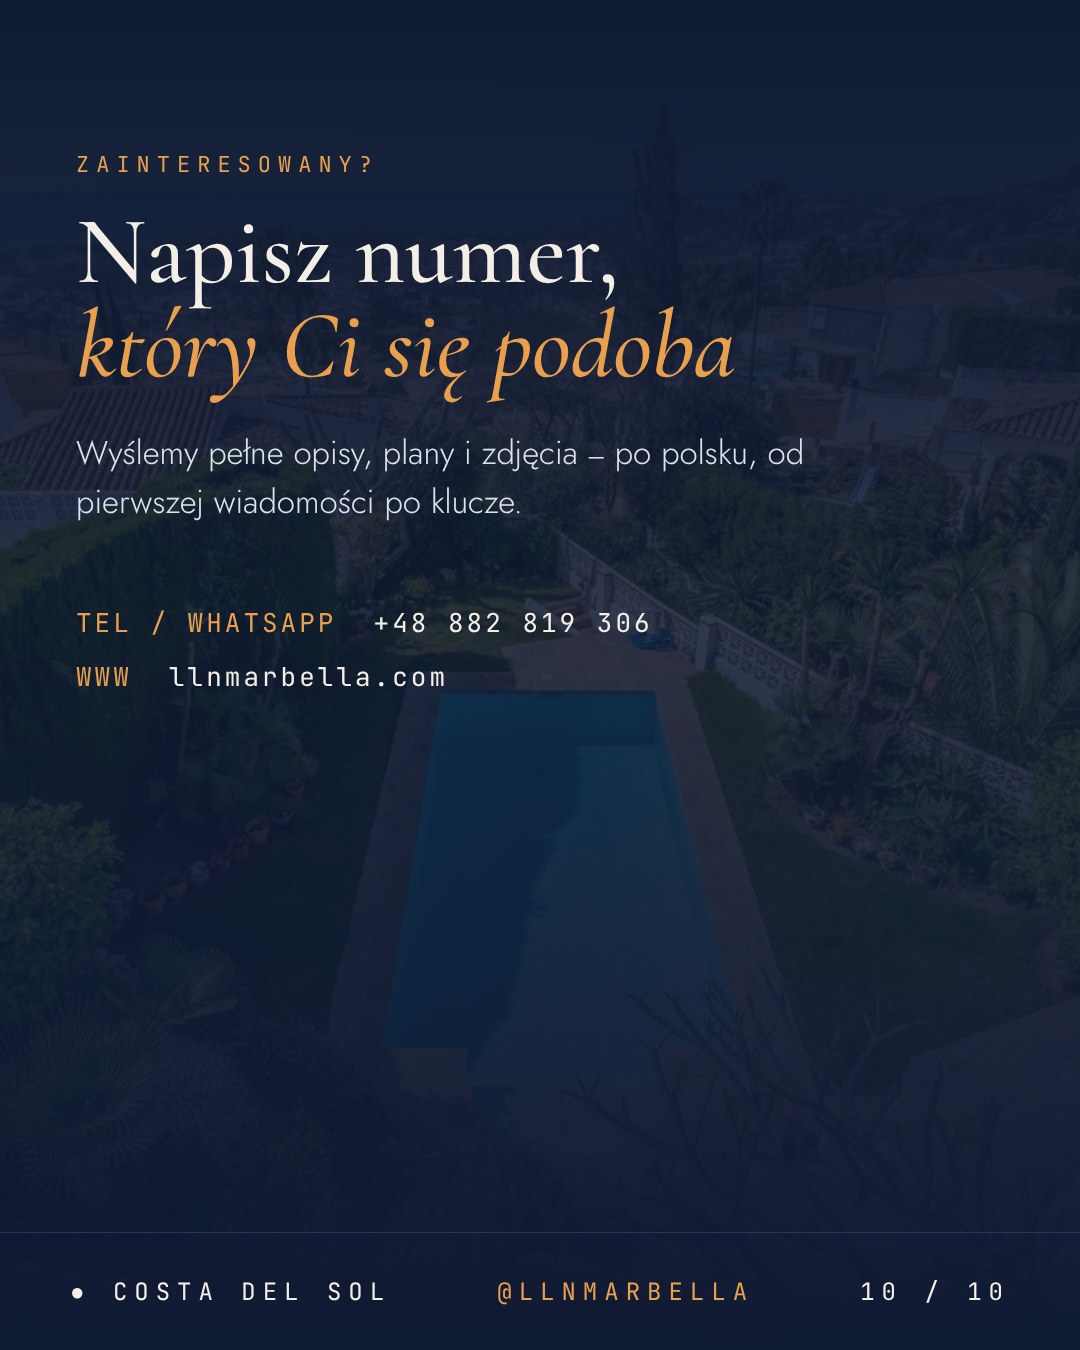 ZAINTERESOWANY?
Napisz numer,
który Ci się podoba
Wyślemy pełne opisy, plany i zdjęcia – po polsku, od
pierwszej wiadomości po klucze.
TEL / WHATSAPP +48 882 819 306
WWW llnmarbella.com
• COSTA DEL SOL @LLNMARBELLA 10 / 10